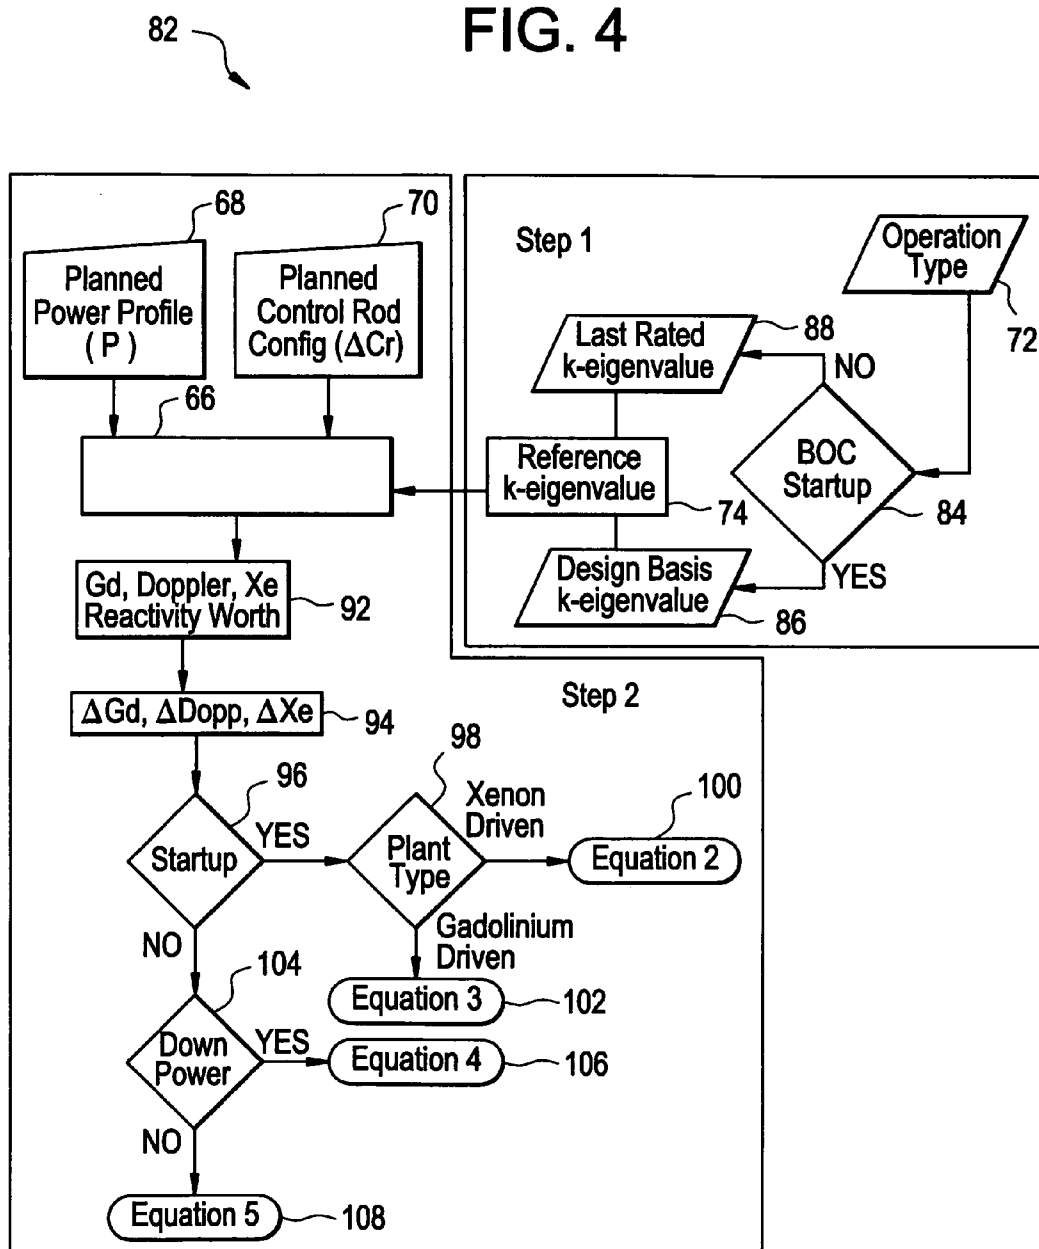 FIG. 4
82
68
Planned
Power Profile
( P )
70
Planned
Control Rod
Config (ΔCr)
66
Step 1
Operation
Type
72
88
Last Rated
k-eigenvalue
NO
BOC
Startup
84
Reference
k-eigenvalue
74
YES
Design Basis
k-eigenvalue
86
Gd, Doppler, Xe
Reactivity Worth
92
Step 2
ΔGd, ΔDopp, ΔXe
94
96
Startup
YES
98
Plant
Type
Xenon
Driven
100
Equation 2
Gadolinium
Driven
Equation 3
102
NO
104
Down
Power
YES
Equation 4
106
NO
Equation 5
108